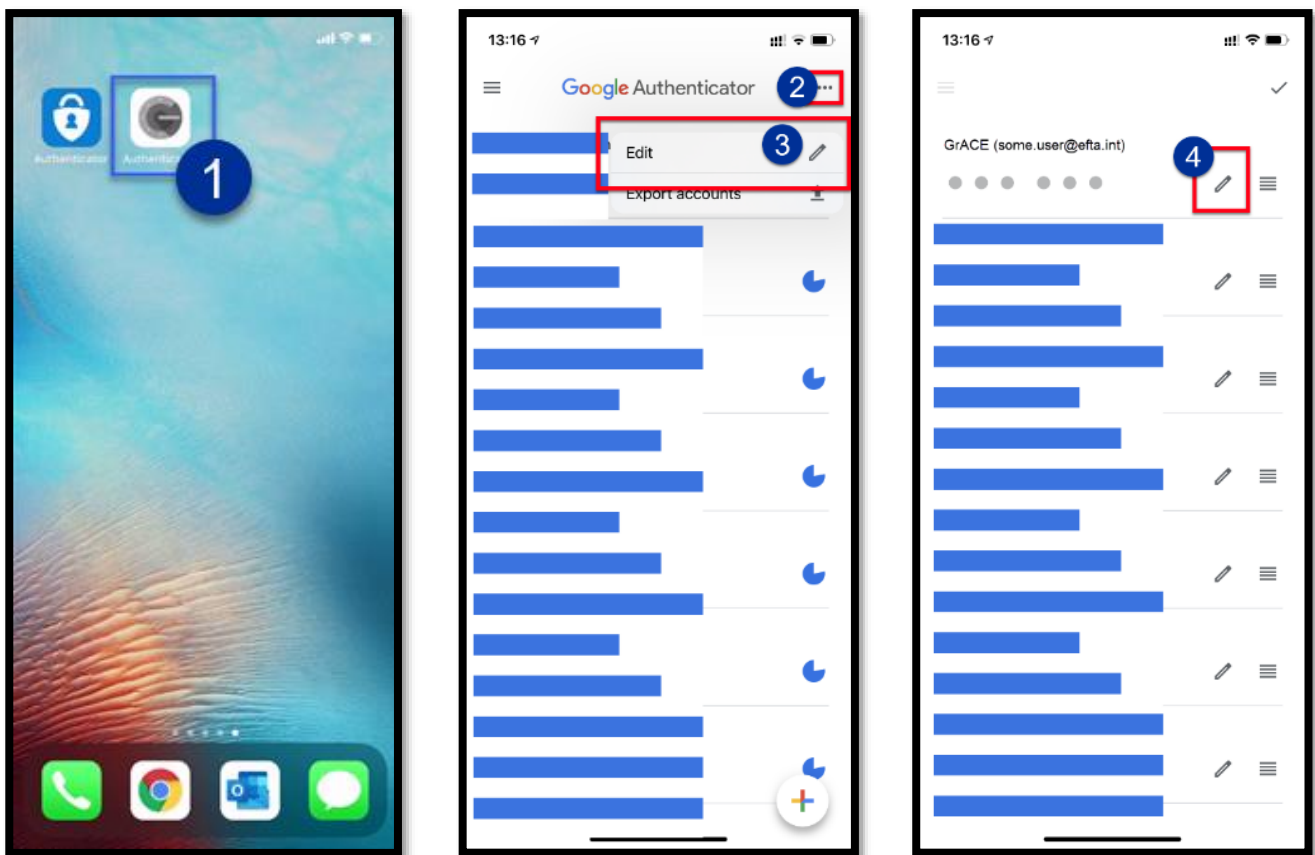 Authenticator
Authentic
1
13:16
Google Authenticator
2
Edit
3
Export accounts
13:16
GrACE (some.user@efta.int)
4